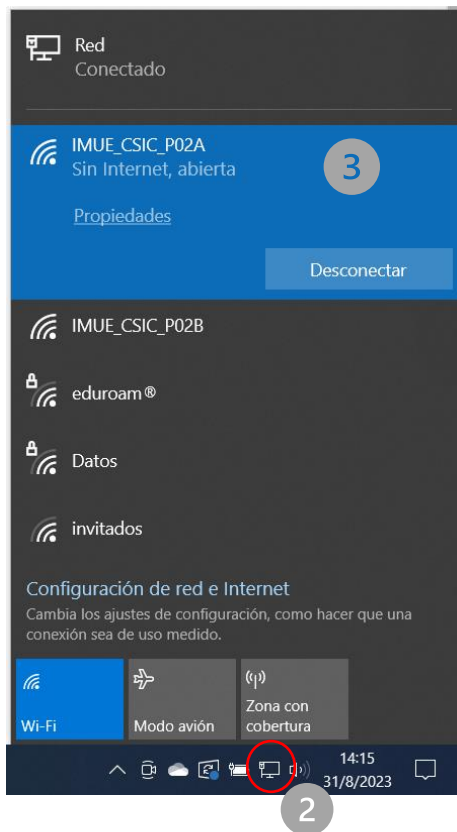 Red
Conectado
IMUE_CSIC_P02A
Sin Internet, abierta
3
Propiedades
Desconectar
IMUE_CSIC_P02B
eduroam®
Datos
invitados
Configuración de red e Internet
Cambia los ajustes de configuración, como hacer que una
conexión sea de uso medido.
Wi-Fi
Modo avión
Zona con
cobertura
14:15
31/8/2023
2